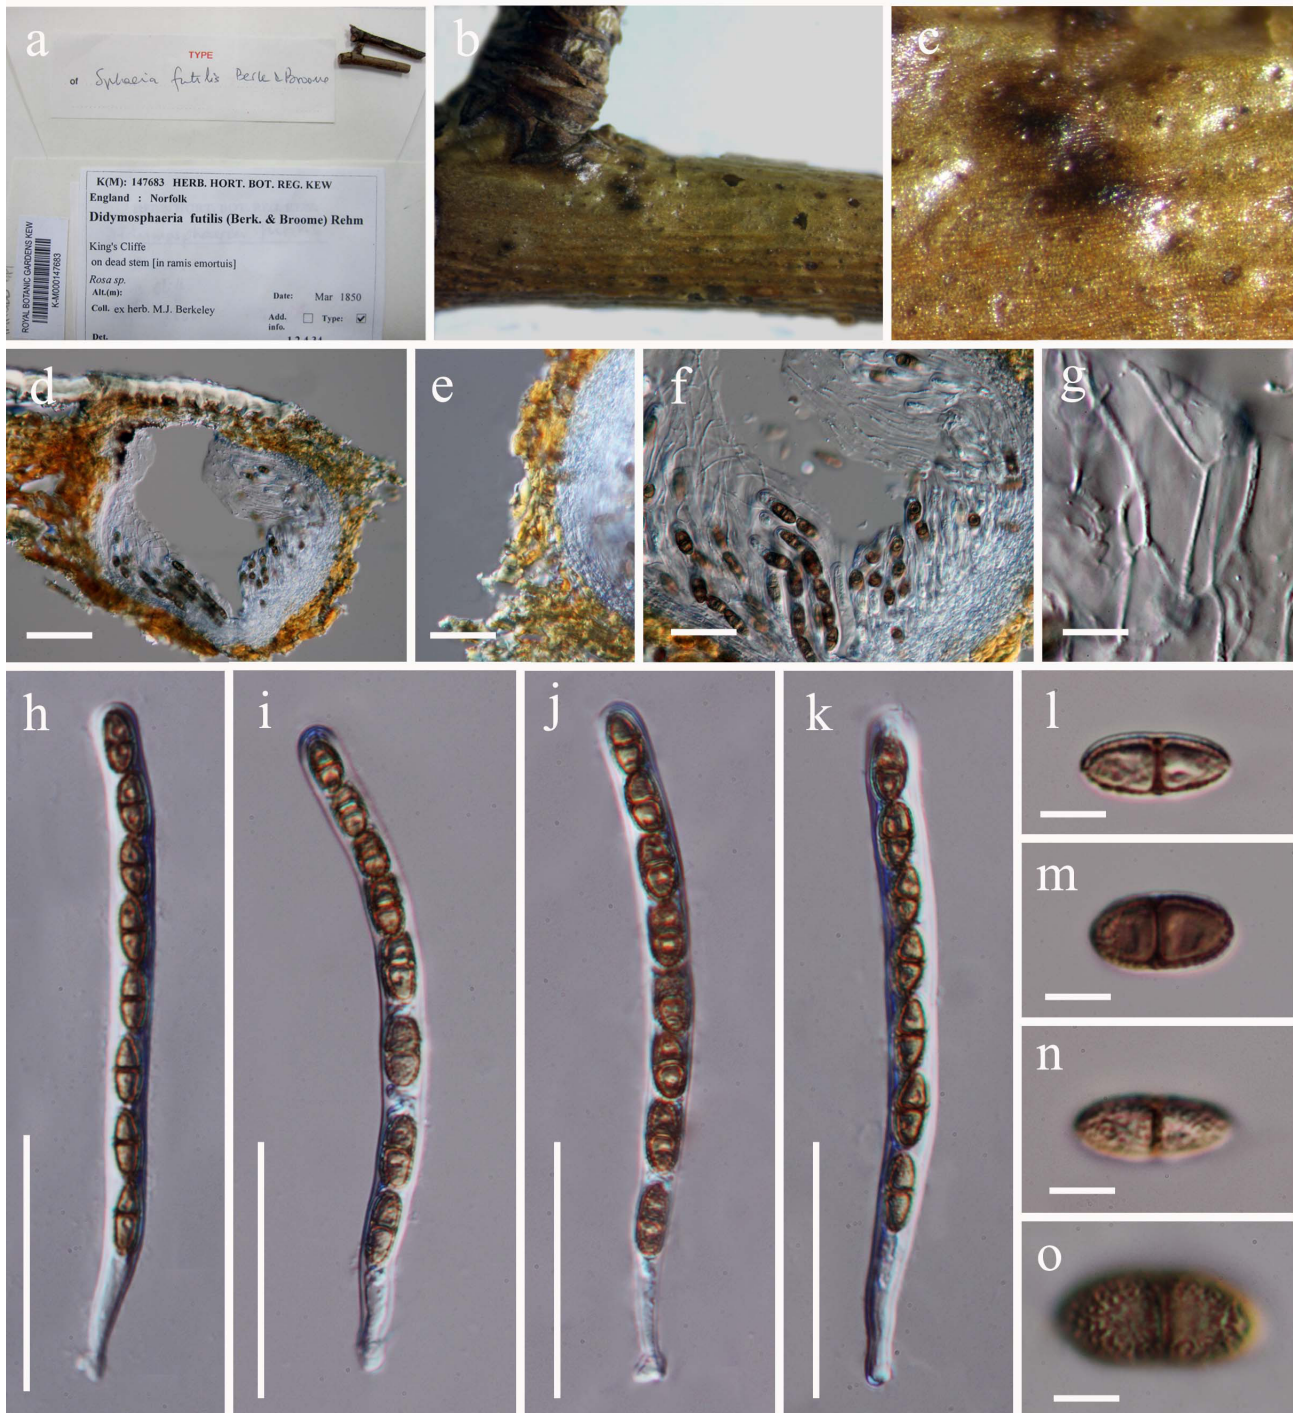 a
TYPE
of Sphaeria futilis Berk & Broome
K(M): 147683 HERB. HORT. BOT. REG. KEW
England : Norfolk
Didymosphaeria futilis (Berk. & Broome) Rehm
King's Cliffe
on dead stem [in ramis emortuis]
Rosa sp.
Alt.(m): Date: Mar 1850
Coll. ex herb. M.J. Berkeley
Add. info. Type:
Det.
ROYAL BOTANIC GARDENS KEW
K-M000147683
b
c
d
e
f
g
h
i
j
k
l
m
n
o